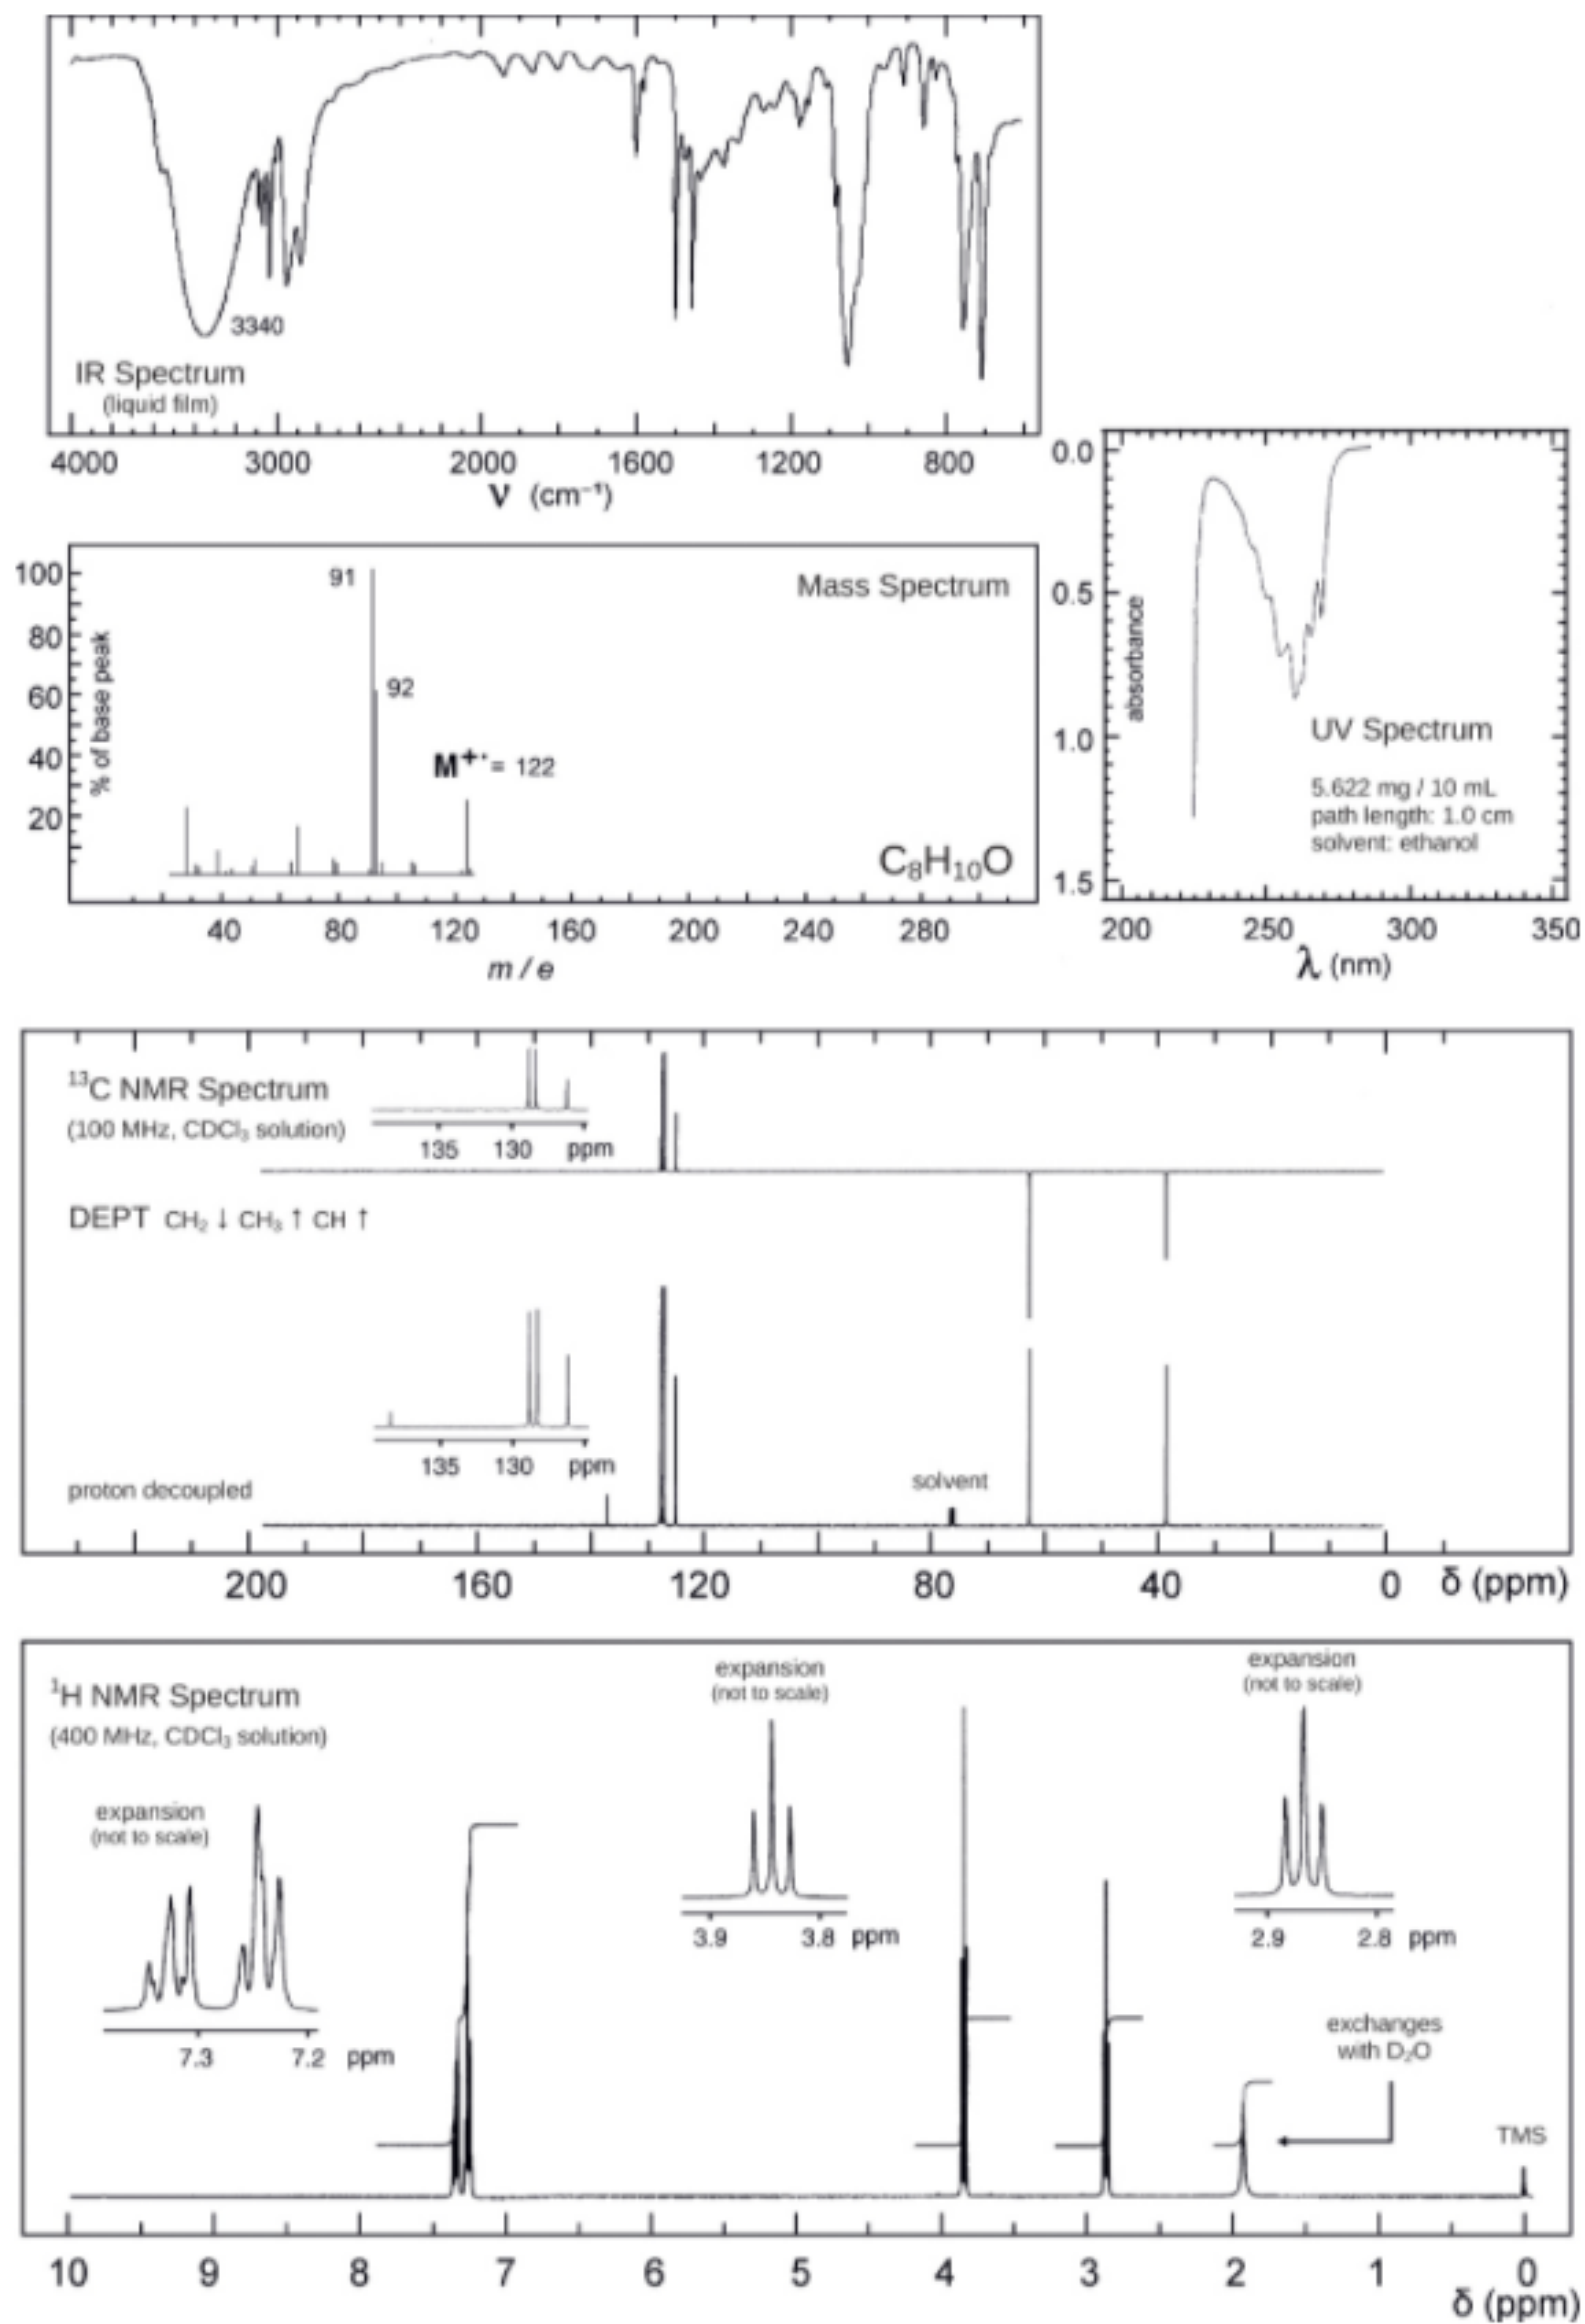 3340
IR Spectrum
(liquid film)
4000 3000 2000 1600 1200 800
ν (cm⁻¹)
100
80
60
40
20
% of base peak
91
92
M⁺· = 122
Mass Spectrum
C₈H₁₀O
40 80 120 160 200 240 280
m / e
0.0
0.5
1.0
1.5
absorbance
UV Spectrum
5.622 mg / 10 mL
path length: 1.0 cm
solvent: ethanol
200 250 300 350
λ (nm)
¹³C NMR Spectrum
(100 MHz, CDCl₃ solution)
135 130 ppm
DEPT CH₂ ↓ CH₃ ↑ CH ↑
135 130 ppm
proton decoupled
solvent
200 160 120 80 40 0 δ (ppm)
¹H NMR Spectrum
(400 MHz, CDCl₃ solution)
expansion
(not to scale)
7.3 7.2 ppm
expansion
(not to scale)
3.9 3.8 ppm
expansion
(not to scale)
2.9 2.8 ppm
exchanges
with D₂O
TMS
10 9 8 7 6 5 4 3 2 1 0
δ (ppm)